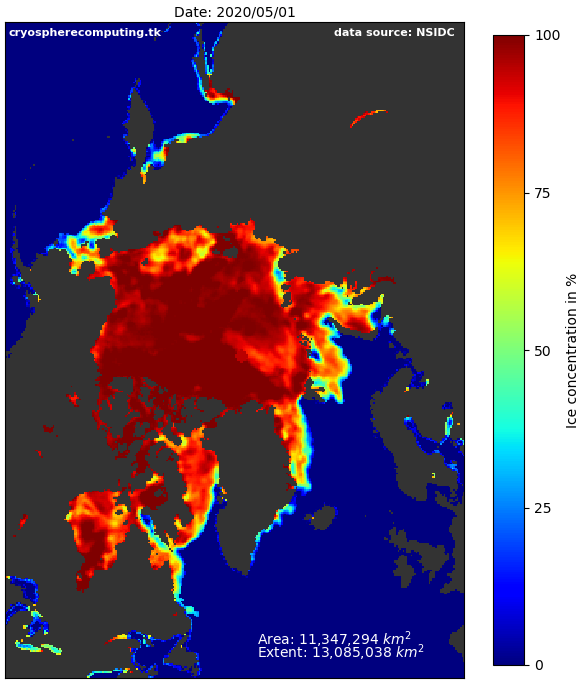 Date: 2020/05/01
cryospherecomputing.tk
data source: NSIDC
100
75
50
25
0
Ice concentration in %
Area: 11,347,294 km²
Extent: 13,085,038 km²